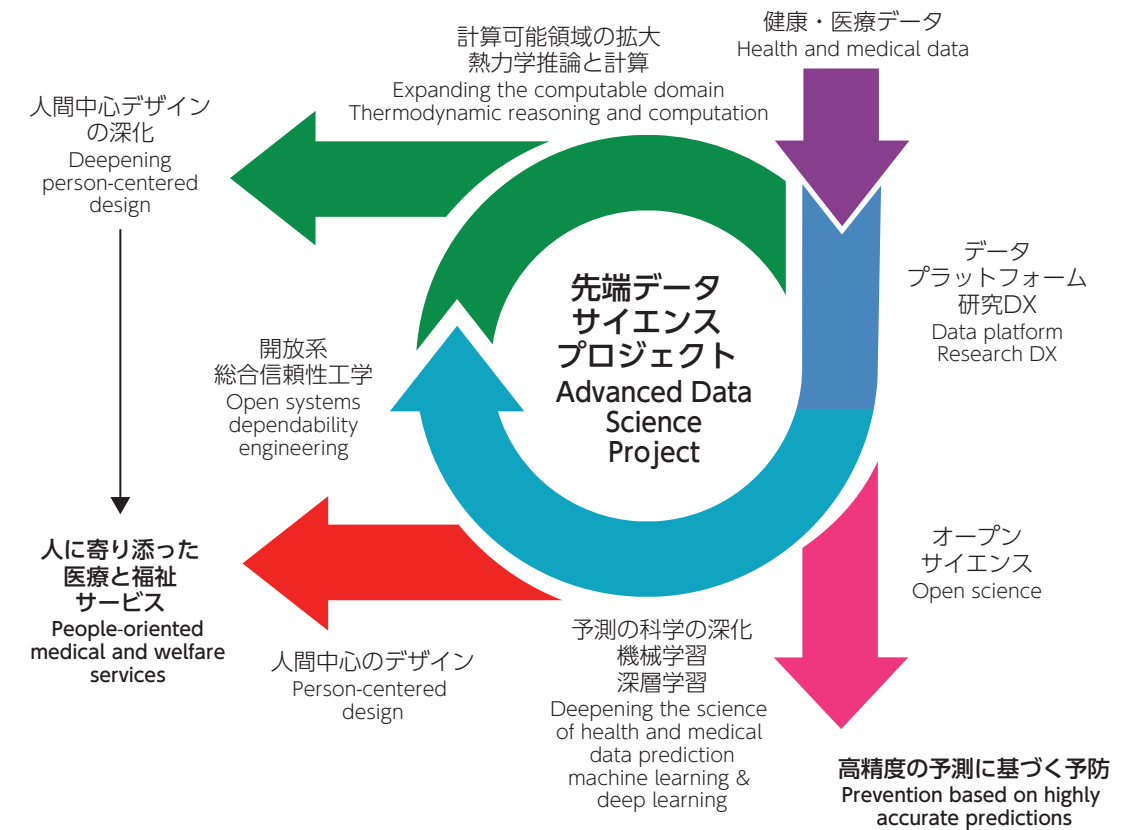 計算可能領域の拡大
熱力学推論と計算
Expanding the computable domain
Thermodynamic reasoning and computation
健康・医療データ
Health and medical data
人間中心デザイン
の深化
Deepening
person-centered
design
データ
プラットフォーム
研究DX
Data platform
Research DX
先端データ
サイエンス
プロジェクト
Advanced Data
Science
Project
開放系
総合信頼性工学
Open systems
dependability
engineering
オープン
サイエンス
Open science
人に寄り添った
医療と福祉
サービス
People-oriented
medical and welfare
services
人間中心のデザイン
Person-centered
design
予測の科学の深化
機械学習
深層学習
Deepening the science
of health and medical
data prediction
machine learning &
deep learning
高精度の予測に基づく予防
Prevention based on highly
accurate predictions